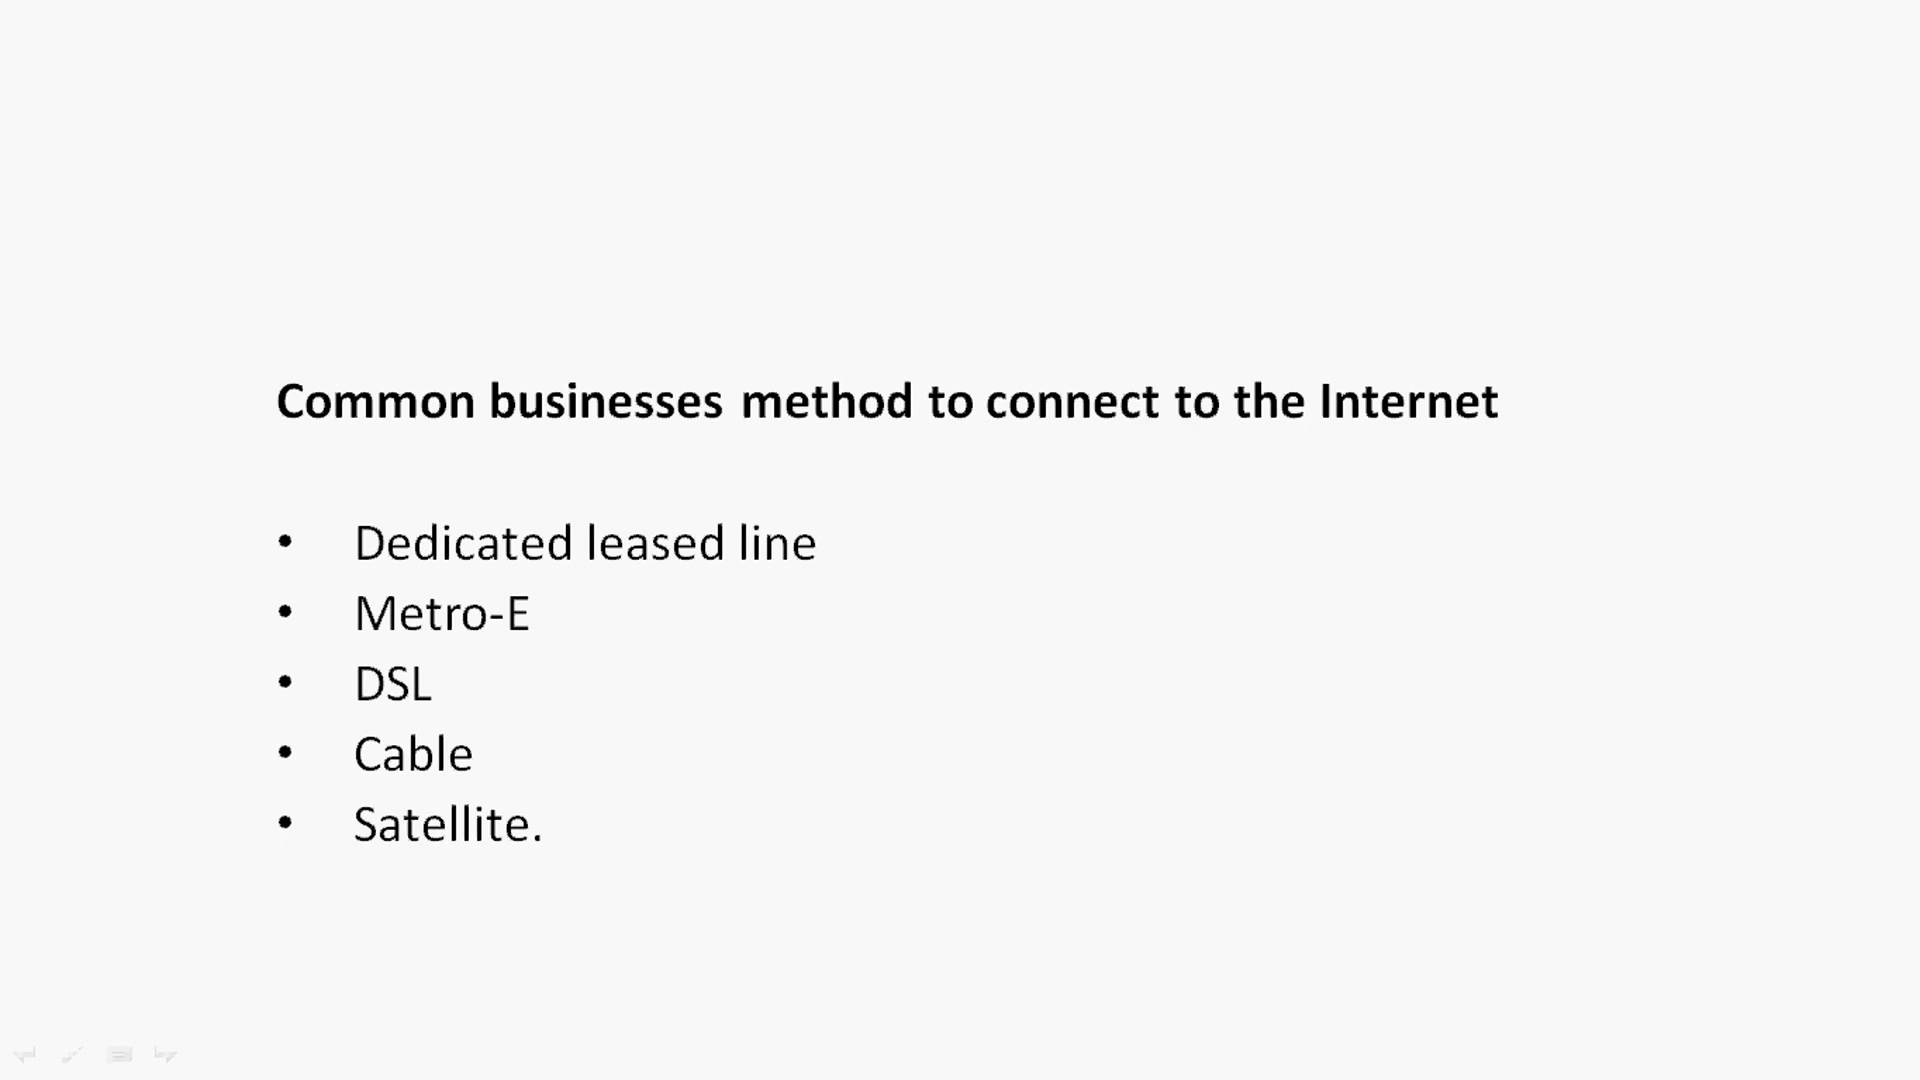 Common businesses method to connect to the Internet
• Dedicated leased line
• Metro-E
• DSL
• Cable
• Satellite.